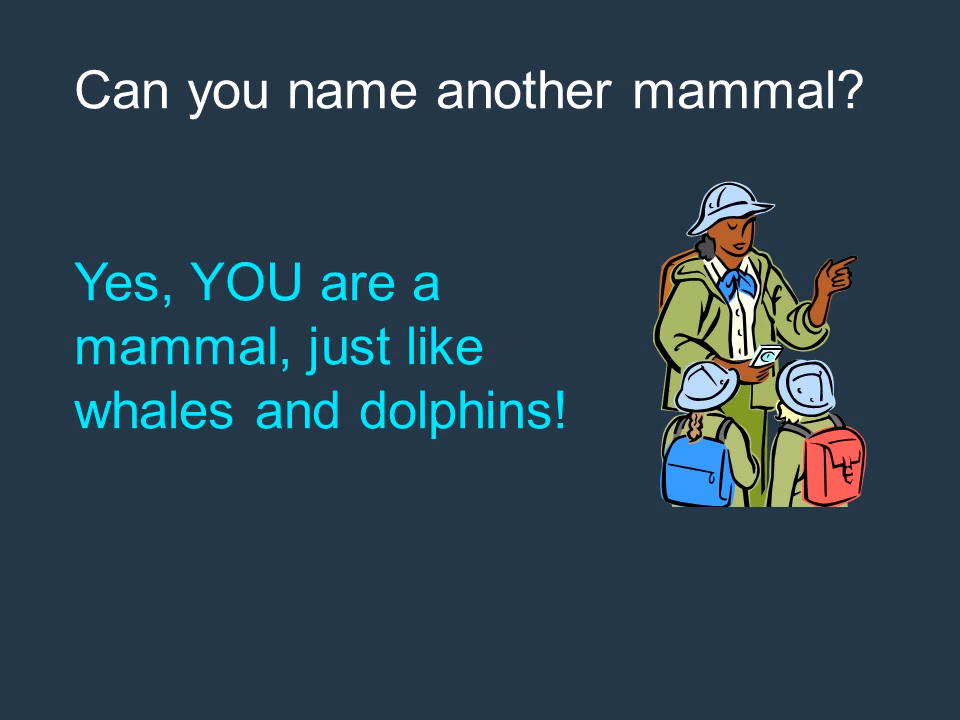 Can you name another mammal?
Yes, YOU are a
mammal, just like
whales and dolphins!